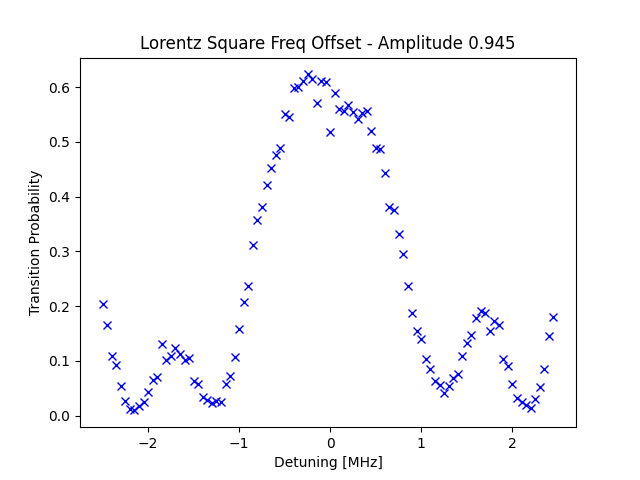 Lorentz Square Freq Offset - Amplitude 0.945
Transition Probability
0.6
0.5
0.4
0.3
0.2
0.1
0.0
−2 −1 0 1 2
Detuning [MHz]